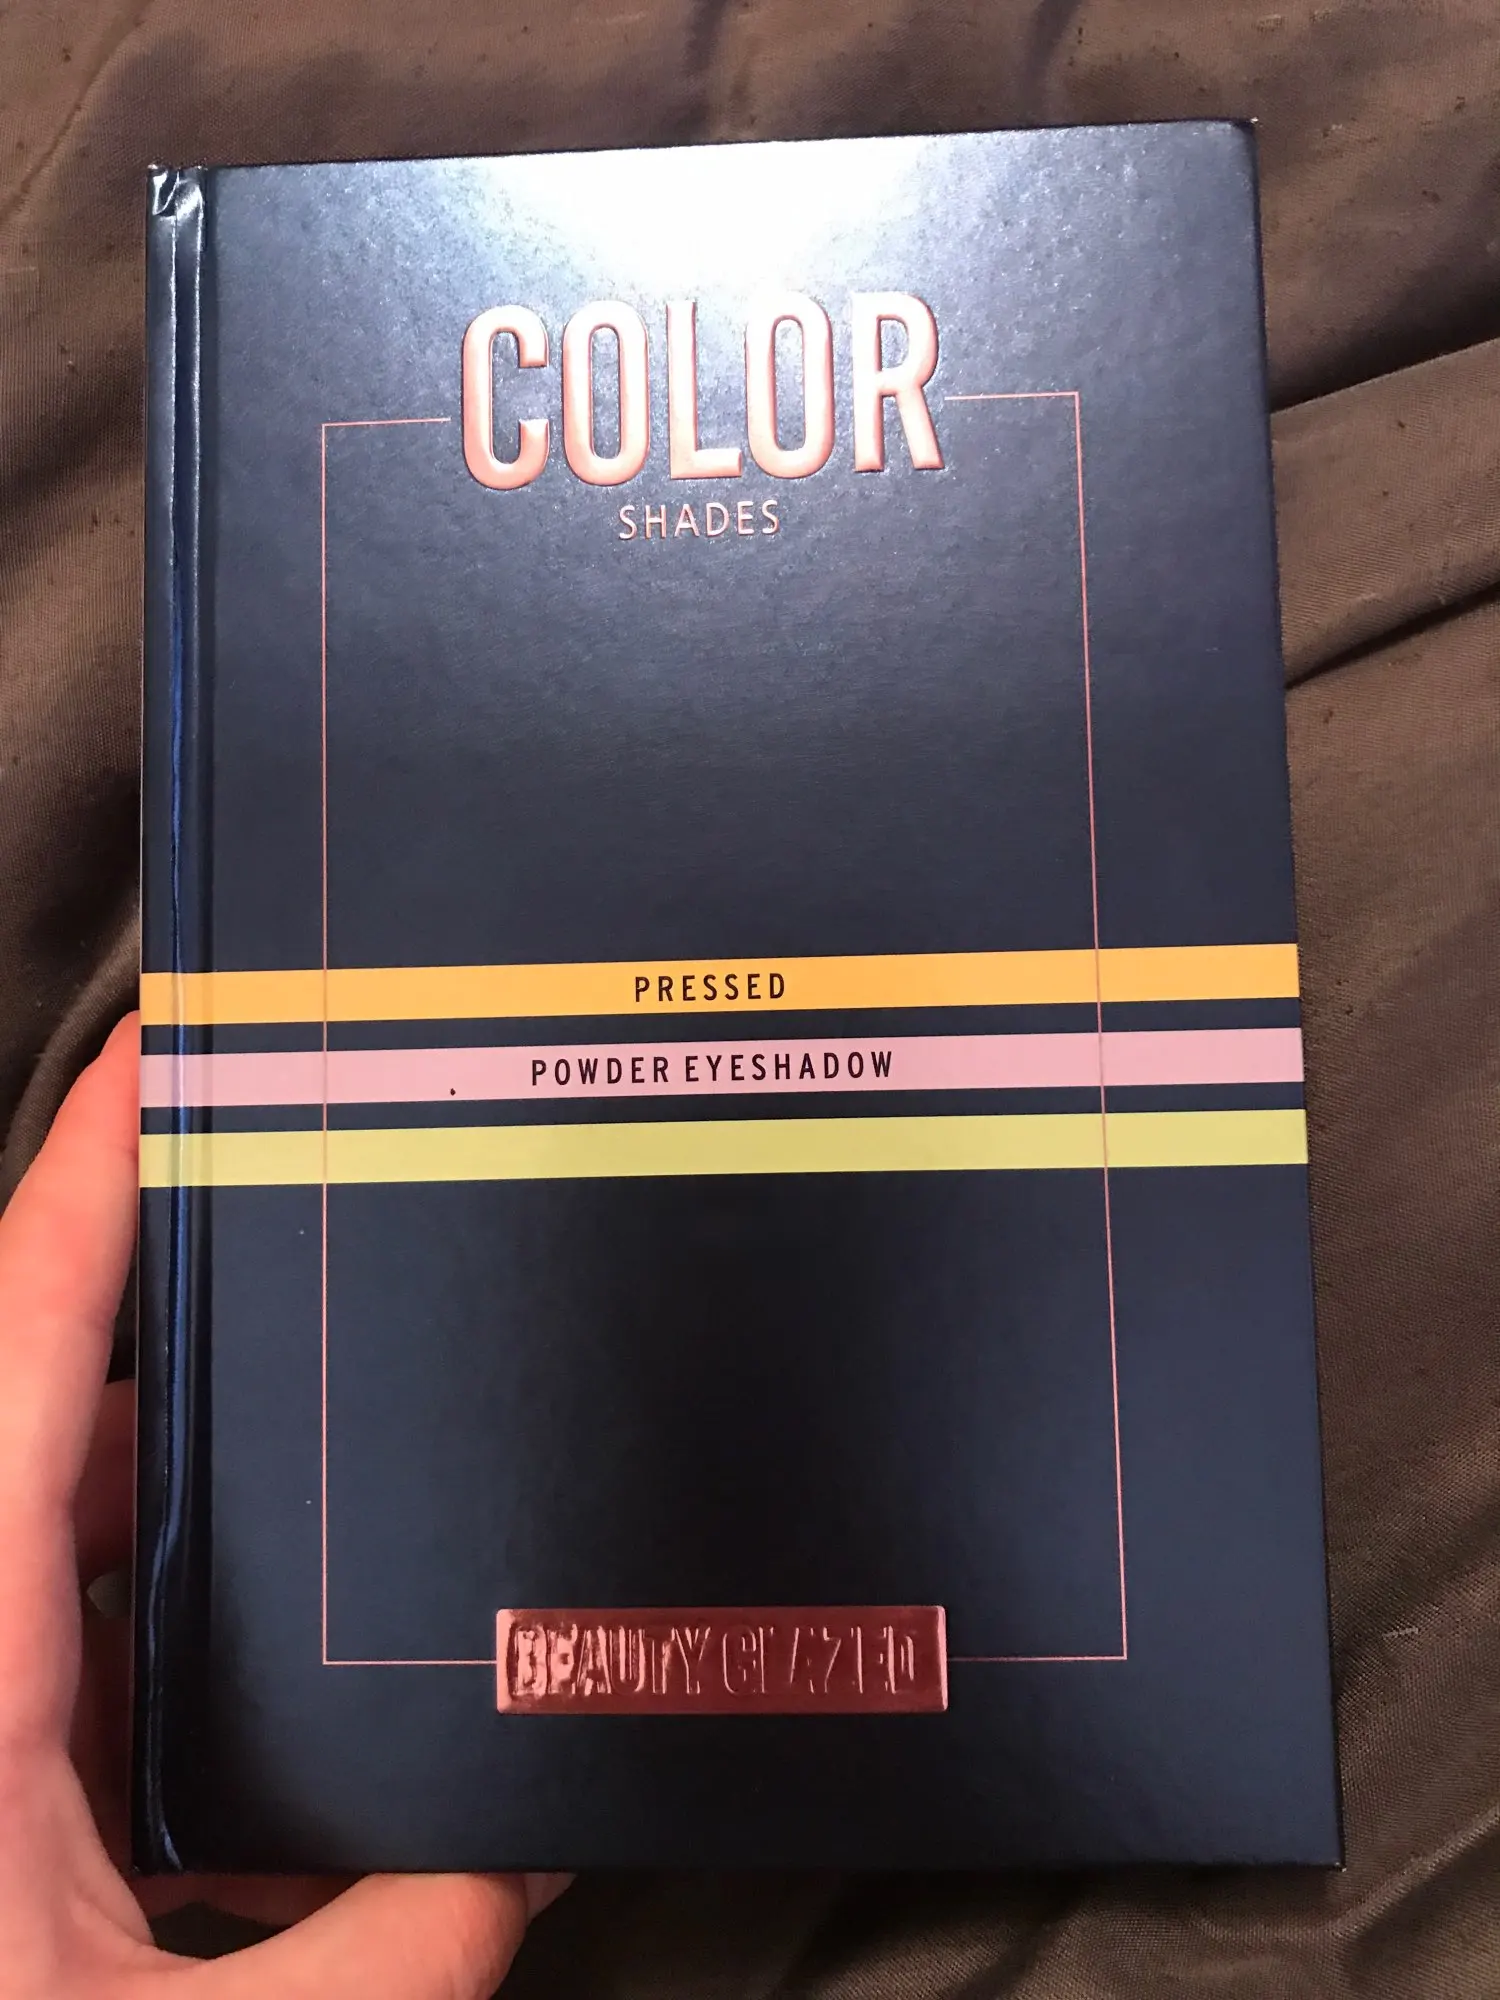 COLOR
SHADES
PRESSED
POWDER EYESHADOW
BEAUTY GLAZED